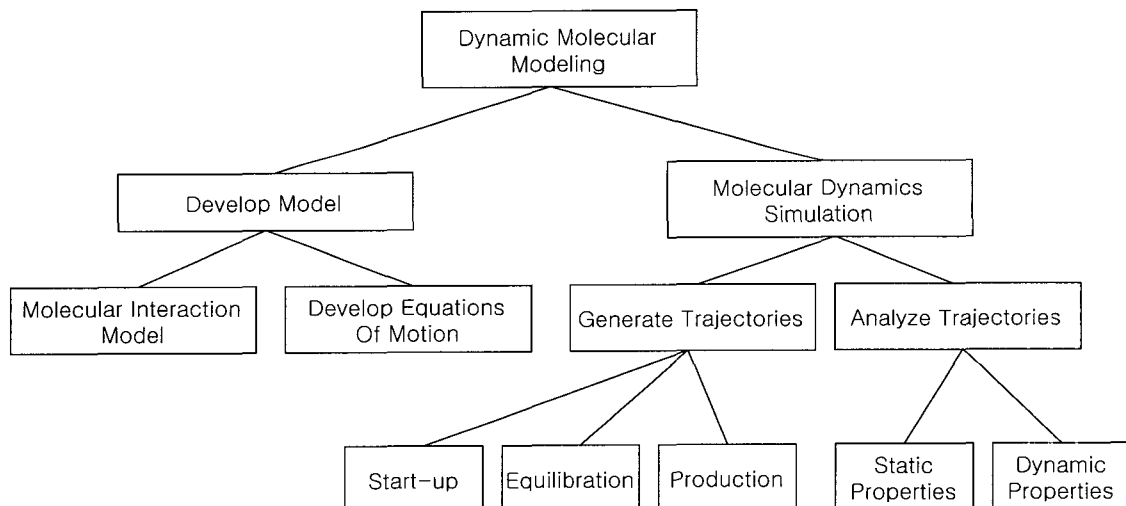 Dynamic Molecular
Modeling
Develop Model
Molecular Dynamics
Simulation
Molecular Interaction
Model
Develop Equations
Of Motion
Generate Trajectories
Analyze Trajectories
Start-up
Equilibration
Production
Static
Properties
Dynamic
Properties